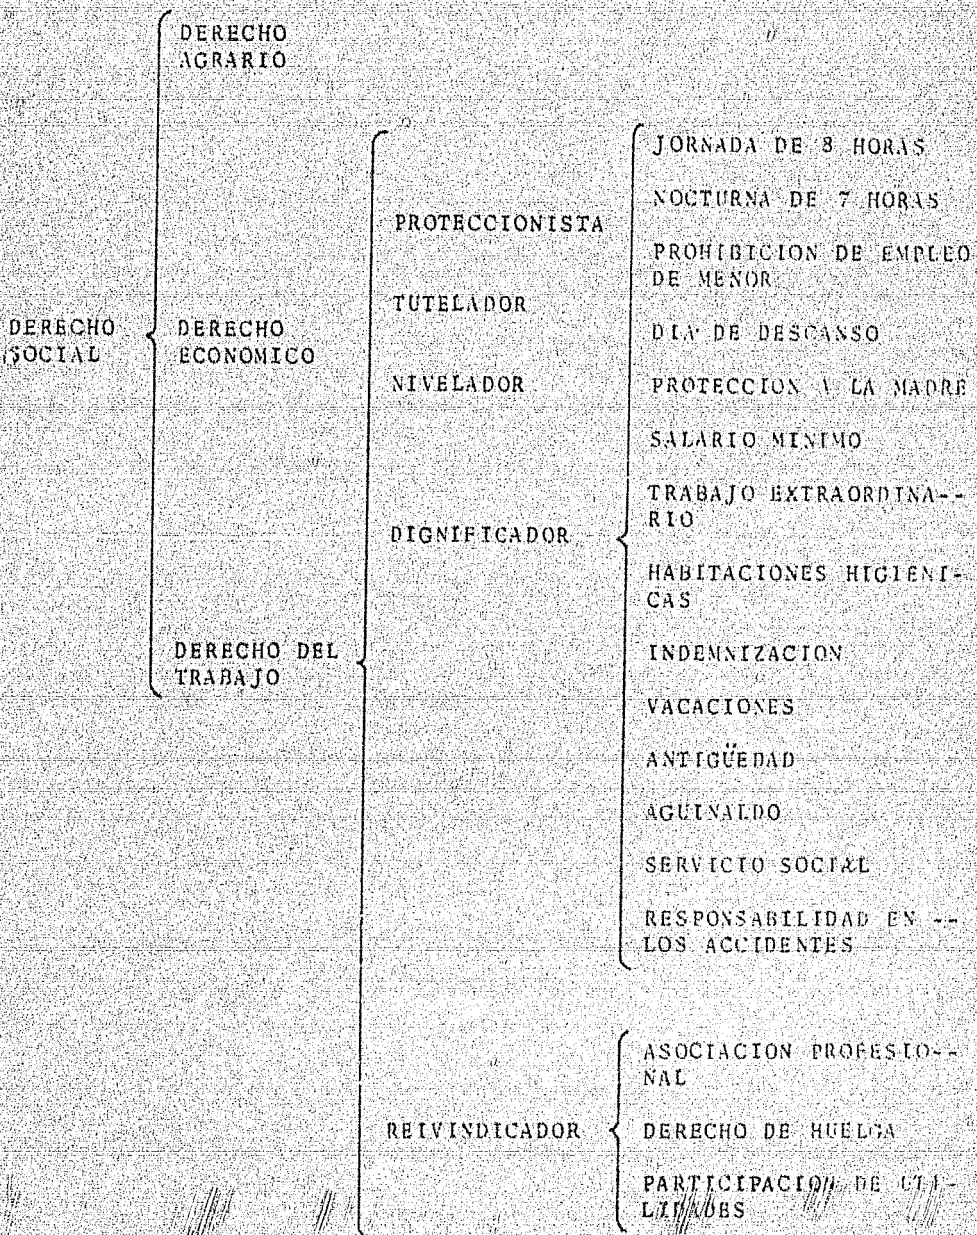 DERECHO
AGRARIO
DERECHO
SOCIAL
DERECHO
ECONOMICO
DERECHO DEL
TRABAJO
PROTECCIONISTA
TUTELADOR
NIVELADOR
DIGNIFICADOR
JORNADA DE 8 HORAS
NOCTURNA DE 7 HORAS
PROHIBICION DE EMPLEO
DE MENOR
DIA DE DESCANSO
PROTECCION A LA MADRE
SALARIO MINIMO
TRABAJO EXTRAORDINA--
RIO
HABITACIONES HIGIENI-
CAS
INDEMNIZACION
VACACIONES
ANTIGÜEDAD
AGUINALDO
SERVICIO SOCIAL
RESPONSABILIDAD EN --
LOS ACCIDENTES
REIVINDICADOR
ASOCIACION PROFESIO--
NAL
DERECHO DE HUELGA
PARTICIPACION DE UTI-
LIDADES